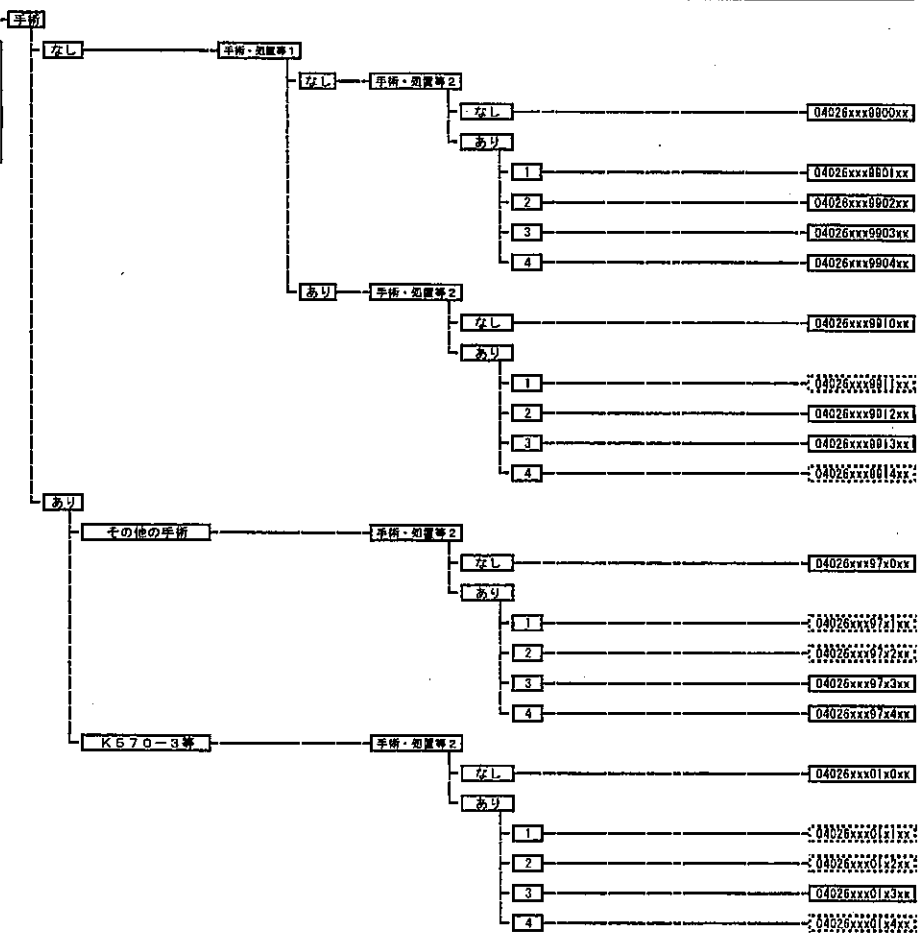 手術
なし
手術・処置等1
なし
手術・処置等2
なし
04026xxx9900xx
あり
1
04026xxx9901xx
2
04026xxx9902xx
3
04026xxx9903xx
4
04026xxx9904xx
あり
手術・処置等2
なし
04026xxx9910xx
あり
1
04026xxx9911xx
2
04026xxx9912xx
3
04026xxx9913xx
4
04026xxx9914xx
あり
その他の手術
手術・処置等2
なし
04026xxx97x0xx
あり
1
04026xxx97x1xx
2
04026xxx97x2xx
3
04026xxx97x3xx
4
04026xxx97x4xx
K570-3等
手術・処置等2
なし
04026xxx01x0xx
あり
1
04026xxx01x1xx
2
04026xxx01x2xx
3
04026xxx01x3xx
4
04026xxx01x4xx